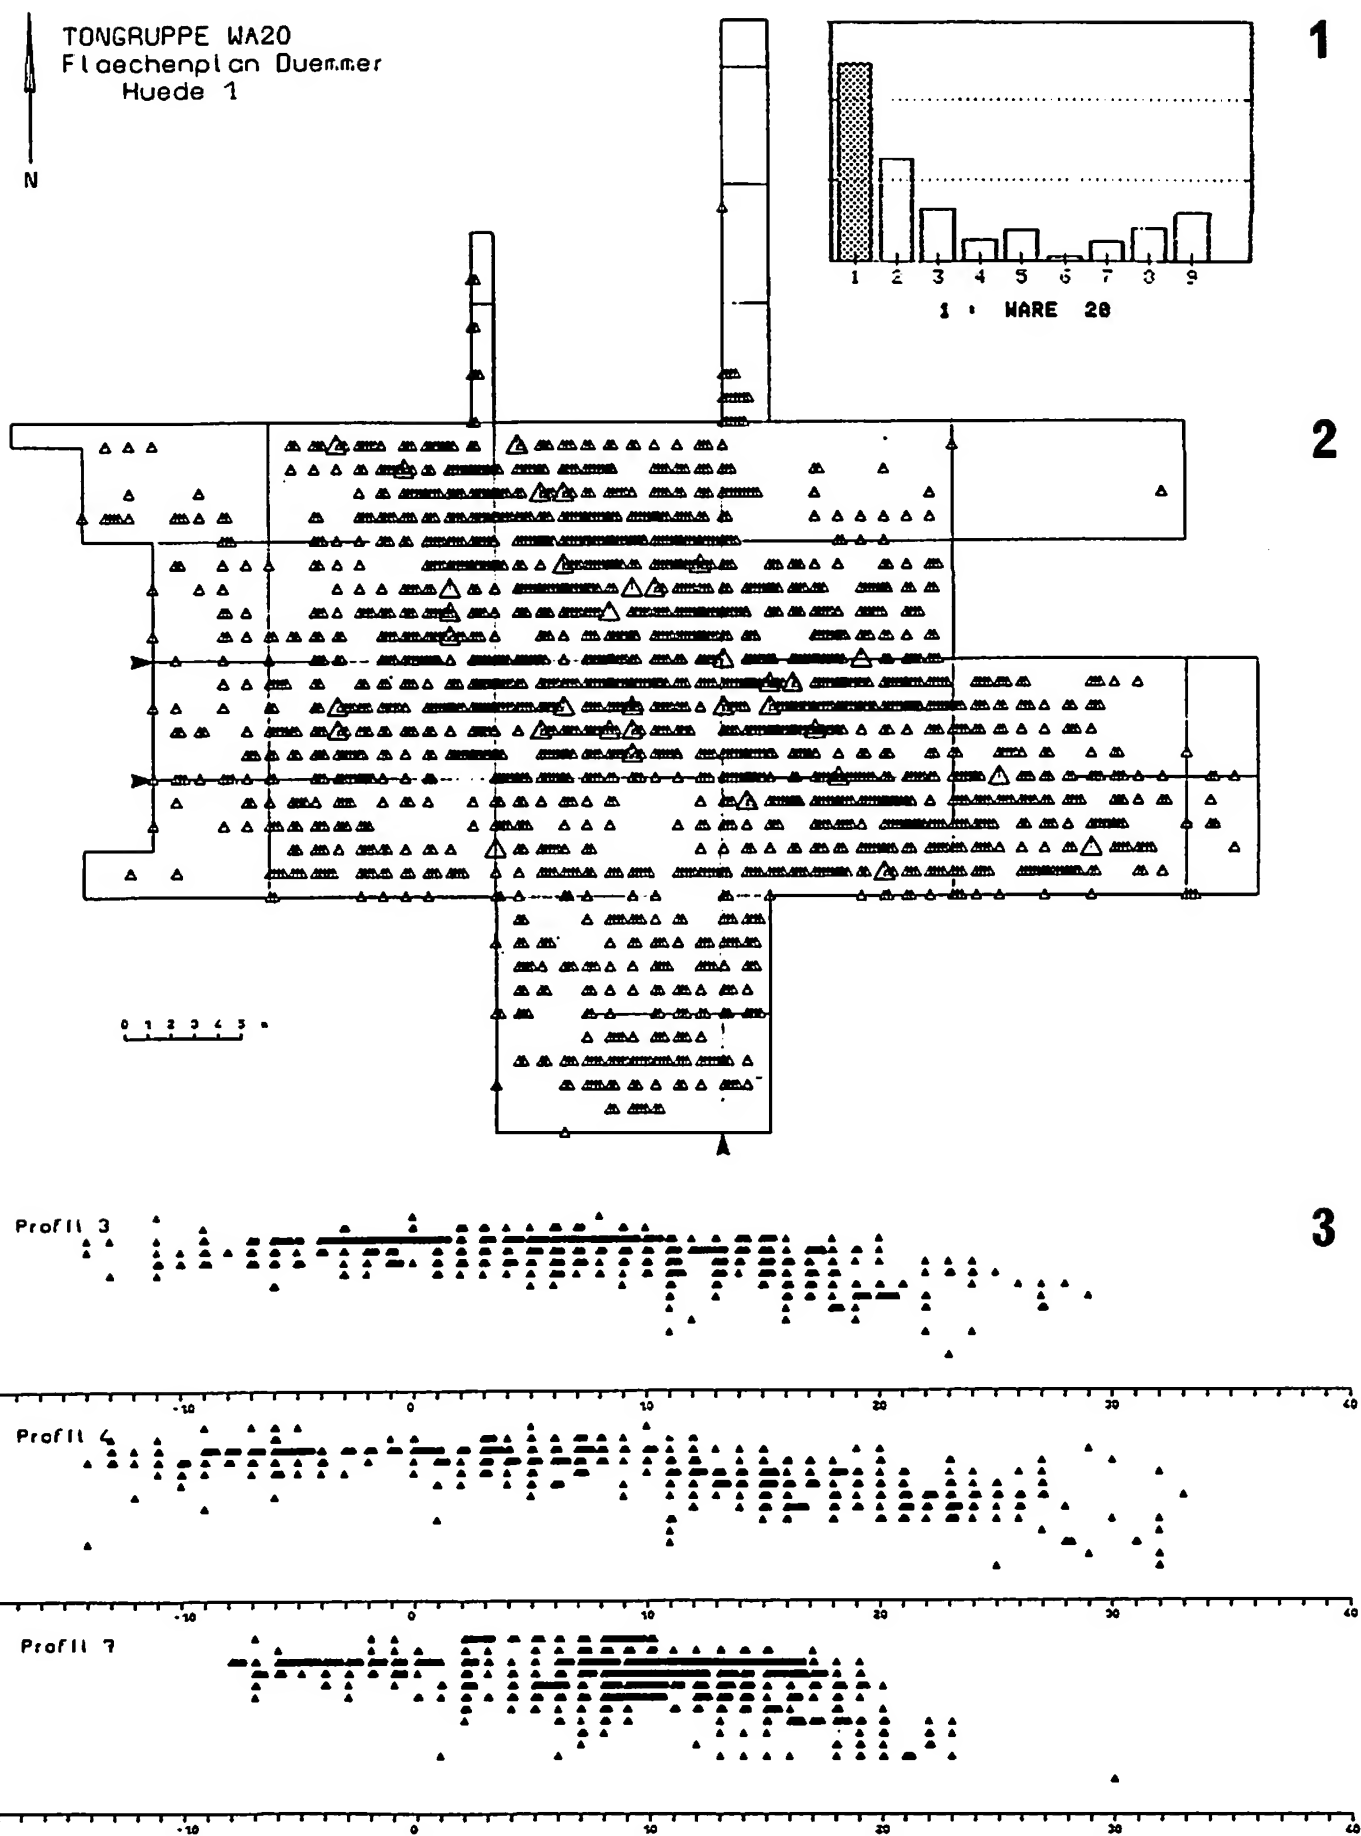 TONGRUPPE WA20
Flaechenplan Duemmer
Huede 1
N
1
1 2 3 4 5 6 7 8 9
1 : WARE 20
2
0 1 2 3 4 5 m
3
Profil 3
-10 0 10 20 30 40
Profil 4
-10 0 10 20 30 40
Profil 7
-10 0 10 20 30 40